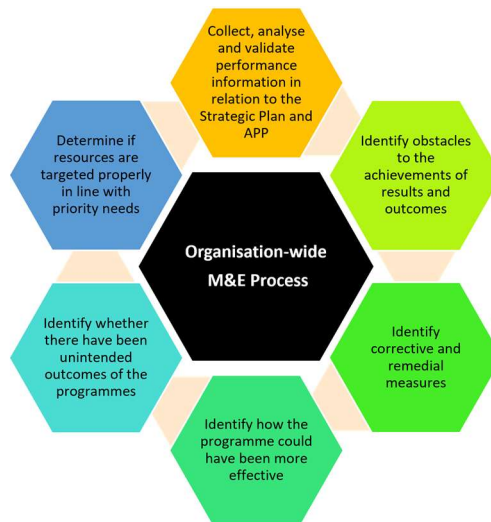 Collect, analyse
and validate
performance
information in
relation to the
Strategic Plan and
APP
Identify obstacles
to the
achievements of
results and
outcomes
Identify
corrective and
remedial
measures
Identify how the
programme could
have been more
effective
Identify whether
there have been
unintended
outcomes of the
programmes
Determine if
resources are
targeted properly
in line with
priority needs
Organisation-wide
M&E Process